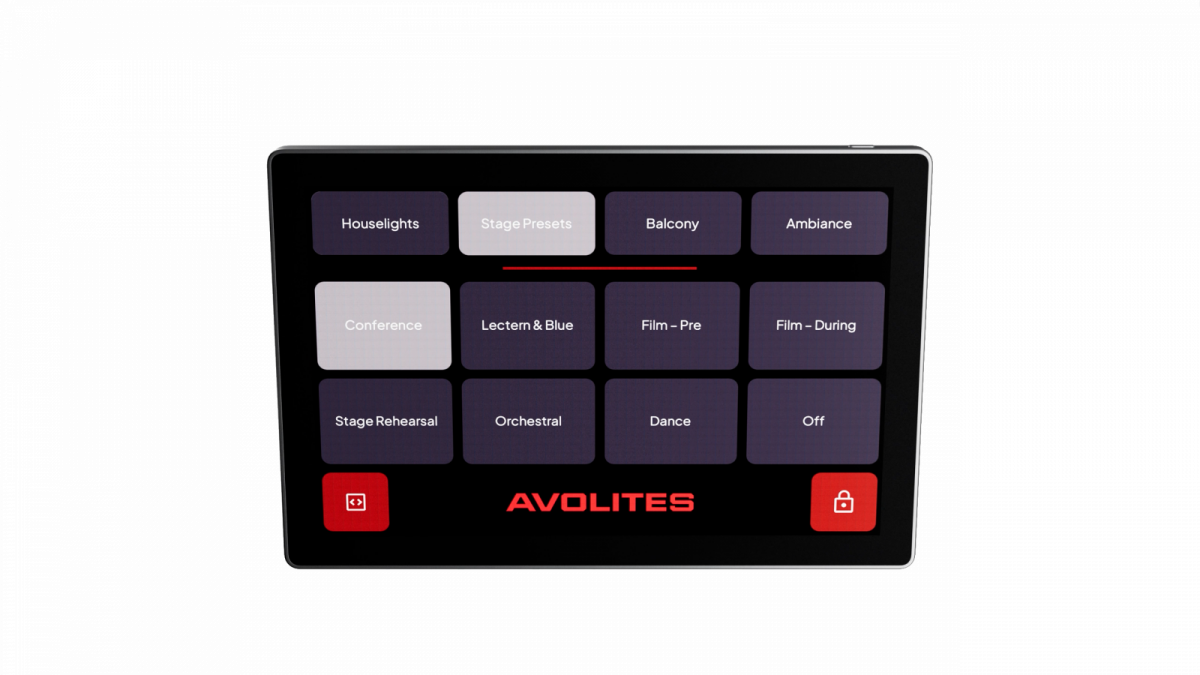 Houselights
Stage Presets
Balcony
Ambiance
Conference
Lectern & Blue
Film – Pre
Film – During
Stage Rehearsal
Orchestral
Dance
Off
AVOLITES